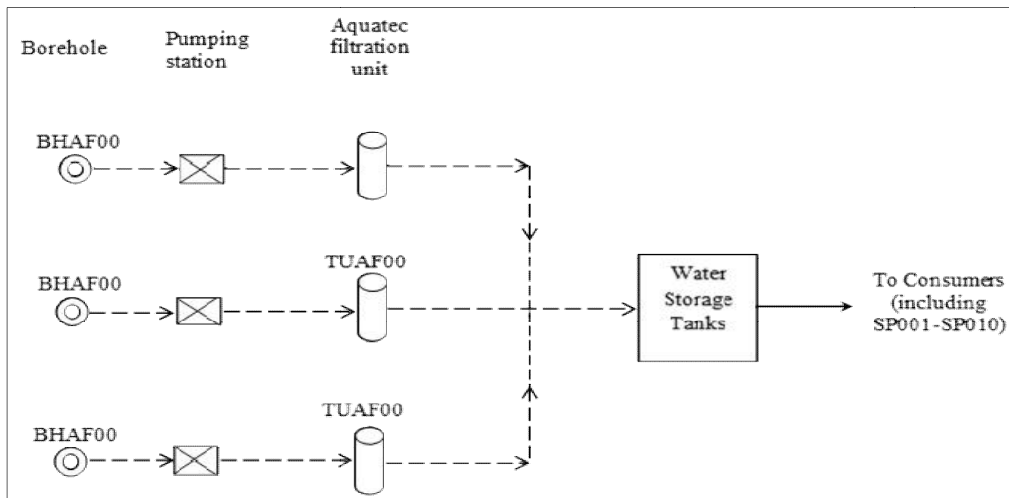 Borehole
Pumping
station
Aquatec
filtration
unit
BHAF00
BHAF00
TUAF00
Water
Storage
Tanks
To Consumers
(including
SP001-SP010)
BHAF00
TUAF00